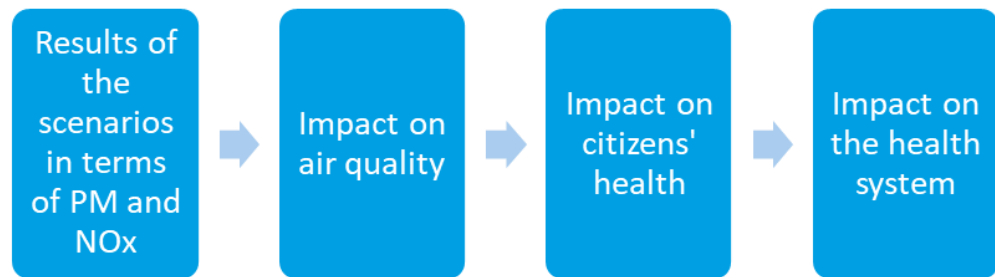 Results of
the
scenarios
in terms
of PM and
NOx
Impact on
air quality
Impact on
citizens'
health
Impact on
the health
system